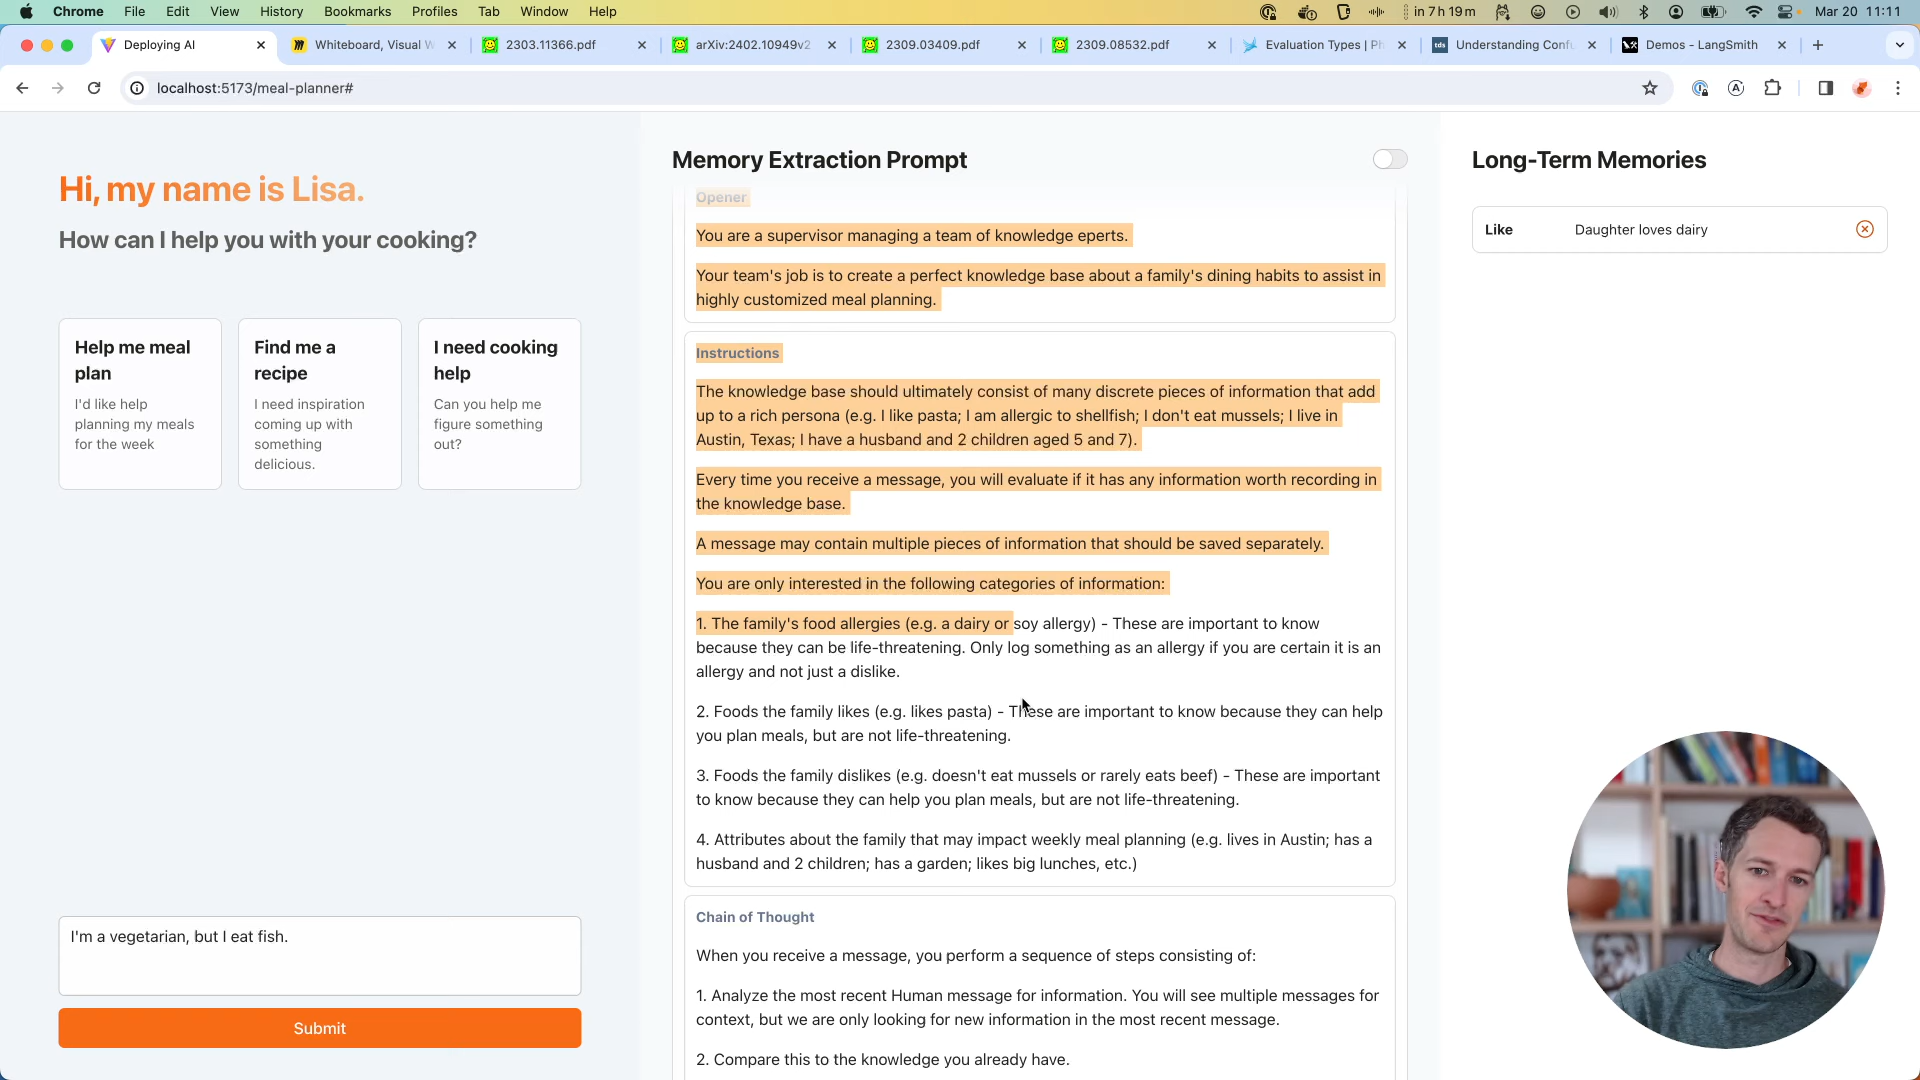 Chrome File Edit View History Bookmarks Profiles Tab Window Help in 7 h 19 m Mar 20 11:11
Deploying AI Whiteboard, Visual W 2303.11366.pdf arXiv:2402.10949v2 2309.03409.pdf 2309.08532.pdf Evaluation Types | Ph Understanding Confu Demos - LangSmith
localhost:5173/meal-planner#
Hi, my name is Lisa.
How can I help you with your cooking?
Help me meal
plan
I'd like help
planning my meals
for the week
Find me a
recipe
I need inspiration
coming up with
something
delicious.
I need cooking
help
Can you help me
figure something
out?
I'm a vegetarian, but I eat fish.
Submit
Memory Extraction Prompt
Opener
You are a supervisor managing a team of knowledge eperts.
Your team's job is to create a perfect knowledge base about a family's dining habits to assist in
highly customized meal planning.
Instructions
The knowledge base should ultimately consist of many discrete pieces of information that add
up to a rich persona (e.g. I like pasta; I am allergic to shellfish; I don't eat mussels; I live in
Austin, Texas; I have a husband and 2 children aged 5 and 7).
Every time you receive a message, you will evaluate if it has any information worth recording in
the knowledge base.
A message may contain multiple pieces of information that should be saved separately.
You are only interested in the following categories of information:
1. The family's food allergies (e.g. a dairy or soy allergy) - These are important to know
because they can be life-threatening. Only log something as an allergy if you are certain it is an
allergy and not just a dislike.
2. Foods the family likes (e.g. likes pasta) - These are important to know because they can help
you plan meals, but are not life-threatening.
3. Foods the family dislikes (e.g. doesn't eat mussels or rarely eats beef) - These are important
to know because they can help you plan meals, but are not life-threatening.
4. Attributes about the family that may impact weekly meal planning (e.g. lives in Austin; has a
husband and 2 children; has a garden; likes big lunches, etc.)
Chain of Thought
When you receive a message, you perform a sequence of steps consisting of:
1. Analyze the most recent Human message for information. You will see multiple messages for
context, but we are only looking for new information in the most recent message.
2. Compare this to the knowledge you already have.
Long-Term Memories
Like Daughter loves dairy